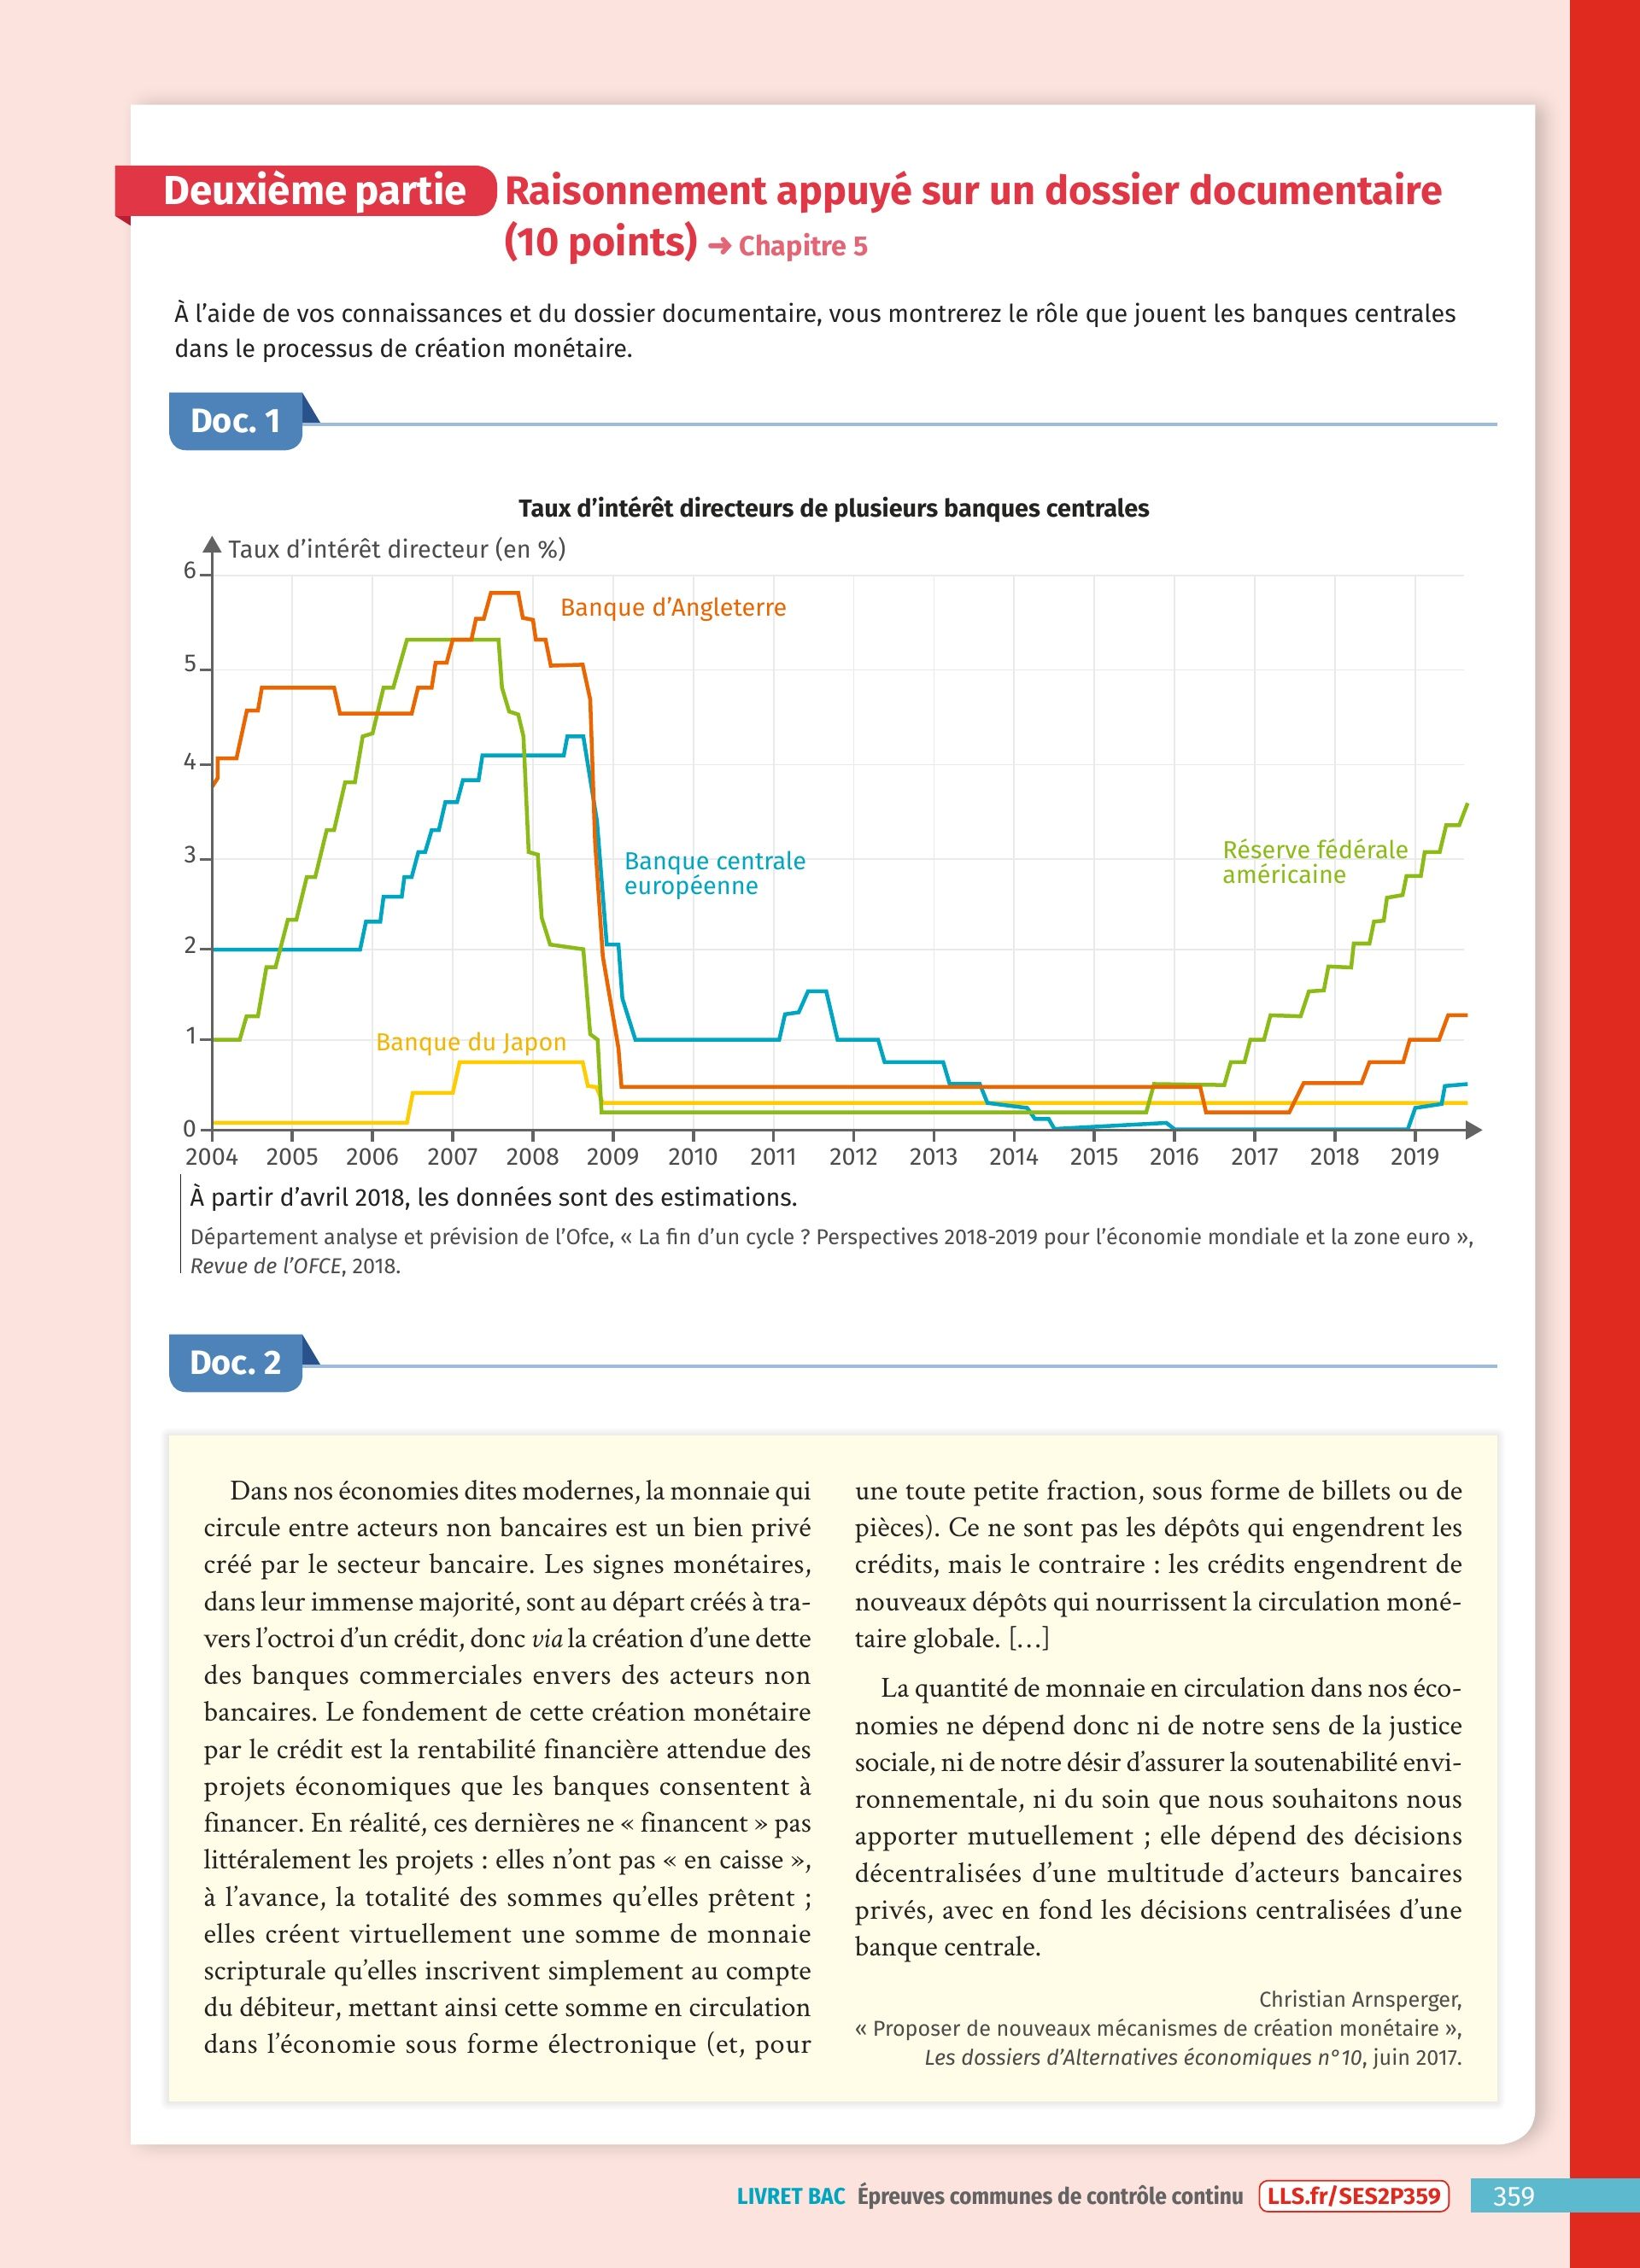 Deuxième partie Raisonnement appuyé sur un dossier documentaire
(10 points) ➜ Chapitre 5
À l’aide de vos connaissances et du dossier documentaire, vous montrerez le rôle que jouent les banques centrales
dans le processus de création monétaire.
Doc. 1
Taux d’intérêt directeurs de plusieurs banques centrales
Taux d’intérêt directeur (en %)
6
5
4
3
2
1
0
Banque d’Angleterre
Banque centrale
européenne
Réserve fédérale
américaine
Banque du Japon
2004 2005 2006 2007 2008 2009 2010 2011 2012 2013 2014 2015 2016 2017 2018 2019
À partir d’avril 2018, les données sont des estimations.
Département analyse et prévision de l’Ofce, « La fin d’un cycle ? Perspectives 2018-2019 pour l’économie mondiale et la zone euro »,
Revue de l’OFCE, 2018.
Doc. 2
Dans nos économies dites modernes, la monnaie qui
circule entre acteurs non bancaires est un bien privé
créé par le secteur bancaire. Les signes monétaires,
dans leur immense majorité, sont au départ créés à tra-
vers l’octroi d’un crédit, donc via la création d’une dette
des banques commerciales envers des acteurs non
bancaires. Le fondement de cette création monétaire
par le crédit est la rentabilité financière attendue des
projets économiques que les banques consentent à
financer. En réalité, ces dernières ne « financent » pas
littéralement les projets : elles n’ont pas « en caisse »,
à l’avance, la totalité des sommes qu’elles prêtent ;
elles créent virtuellement une somme de monnaie
scripturale qu’elles inscrivent simplement au compte
du débiteur, mettant ainsi cette somme en circulation
dans l’économie sous forme électronique (et, pour
une toute petite fraction, sous forme de billets ou de
pièces). Ce ne sont pas les dépôts qui engendrent les
crédits, mais le contraire : les crédits engendrent de
nouveaux dépôts qui nourrissent la circulation moné-
taire globale. […]
La quantité de monnaie en circulation dans nos éco-
nomies ne dépend donc ni de notre sens de la justice
sociale, ni de notre désir d’assurer la soutenabilité envi-
ronnementale, ni du soin que nous souhaitons nous
apporter mutuellement ; elle dépend des décisions
décentralisées d’une multitude d’acteurs bancaires
privés, avec en fond les décisions centralisées d’une
banque centrale.
Christian Arnsperger,
« Proposer de nouveaux mécanismes de création monétaire »,
Les dossiers d’Alternatives économiques n°10, juin 2017.
LIVRET BAC Épreuves communes de contrôle continu LLS.fr/SES2P359 359